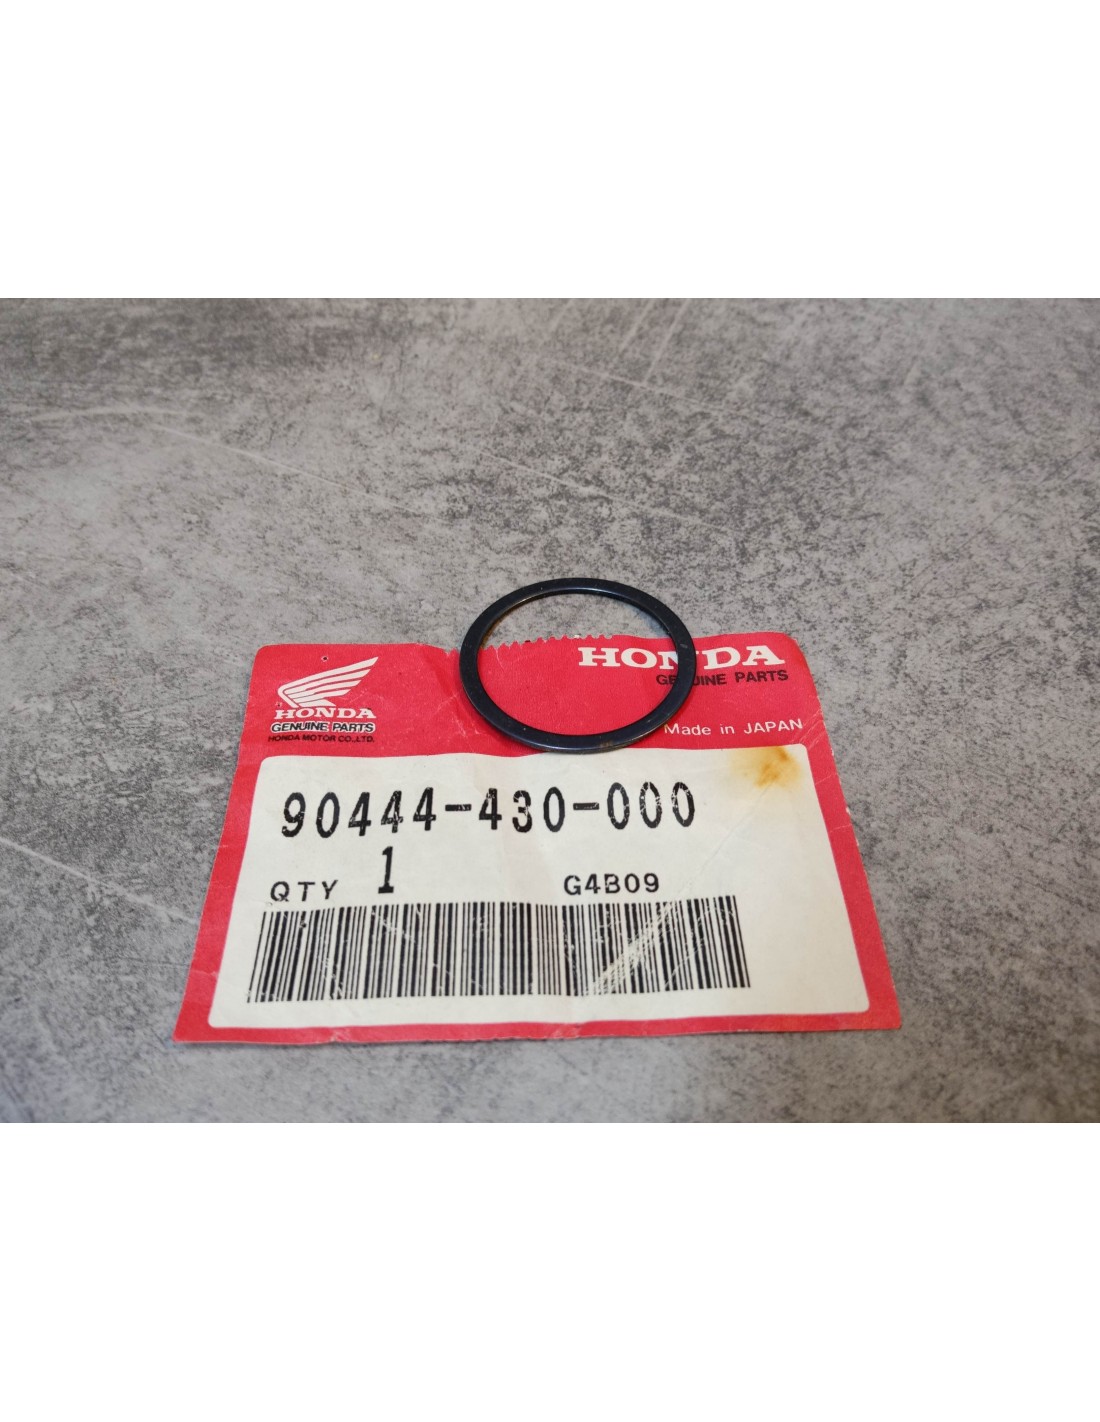 HONDA
GENUINE PARTS
HONDA MOTOR CO.,LTD.
HONDA
GENUINE PARTS
Made in JAPAN
90444-430-000
QTY 1 G4B09